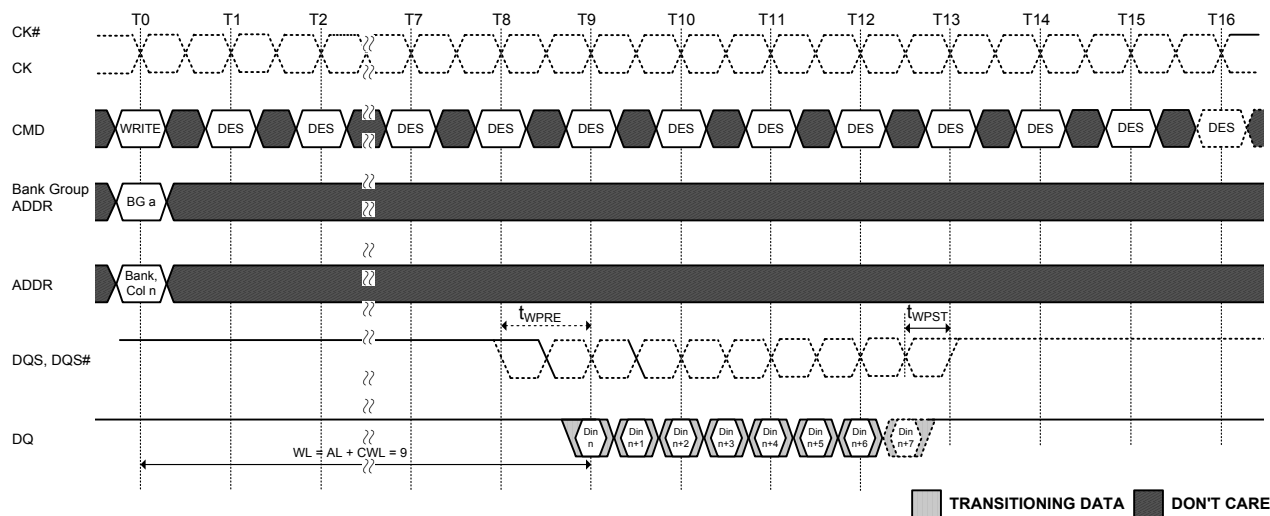 T0 T1 T2 T7 T8 T9 T10 T11 T12 T13 T14 T15 T16
CK#
CK
CMD WRITE DES DES DES DES DES DES DES DES DES DES DES DES
Bank Group
ADDR
BG a
ADDR
Bank,
Col n
tWPRE tWPST
DQS, DQS#
DQ
Din Din Din Din Din Din Din Din
n n+1 n+2 n+3 n+4 n+5 n+6 n+7
WL = AL + CWL = 9
TRANSITIONING DATA DON'T CARE